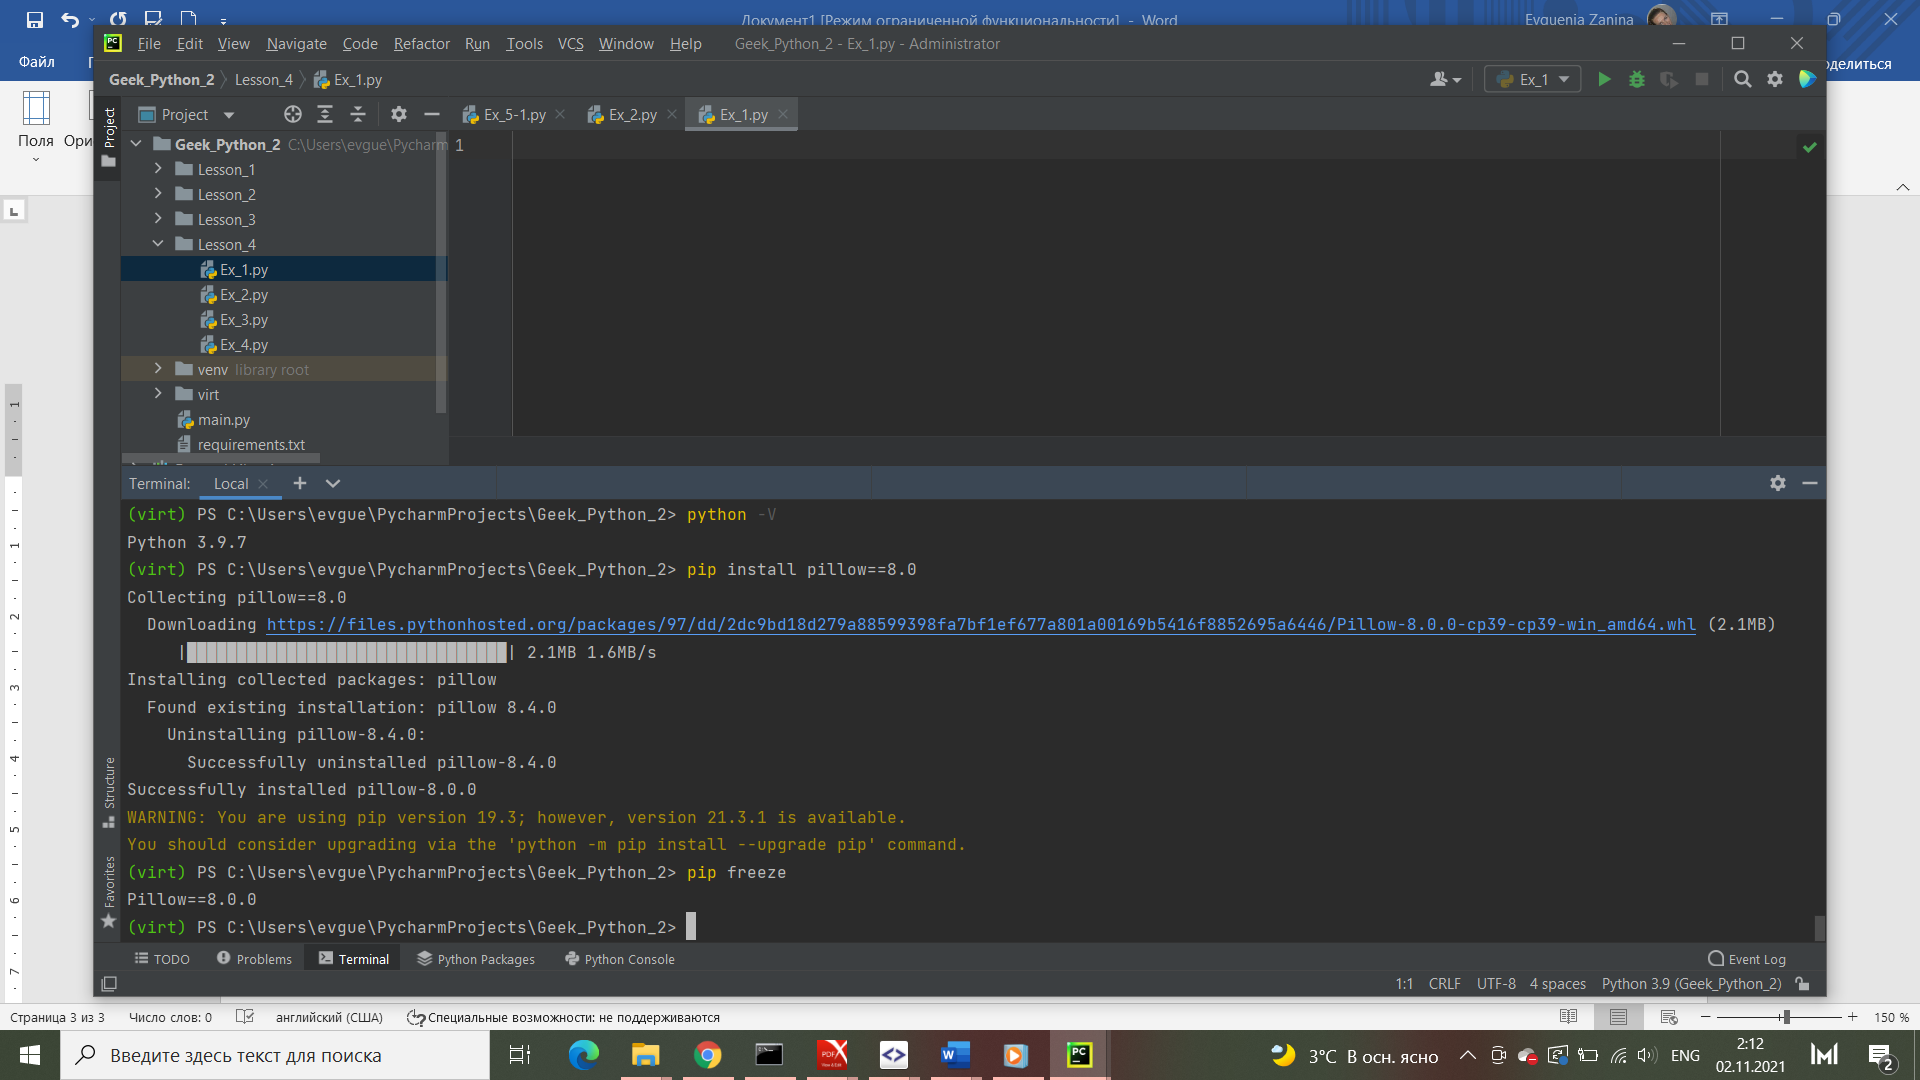 Документ1 [Режим ограниченной функциональности] - Word
Evguenia Zanina
Файл
оделиться
Поля
Ори
File Edit View Navigate Code Refactor Run Tools VCS Window Help
Geek_Python_2 - Ex_1.py - Administrator
Geek_Python_2 Lesson_4 Ex_1.py
Ex_1
Project
Project
Ex_5-1.py
Ex_2.py
Ex_1.py
Geek_Python_2 C:\Users\evgue\Pycharm
1
Lesson_1
Lesson_2
Lesson_3
Lesson_4
Ex_1.py
Ex_2.py
Ex_3.py
Ex_4.py
venv library root
virt
main.py
requirements.txt
Terminal: Local
(virt) PS C:\Users\evgue\PycharmProjects\Geek_Python_2> python -V
Python 3.9.7
(virt) PS C:\Users\evgue\PycharmProjects\Geek_Python_2> pip install pillow==8.0
Collecting pillow==8.0
Downloading https://files.pythonhosted.org/packages/97/dd/2dc9bd18d279a88599398fa7bf1ef677a801a00169b5416f8852695a6446/Pillow-8.0.0-cp39-cp39-win_amd64.whl (2.1MB)
|████████████████████████████████| 2.1MB 1.6MB/s
Installing collected packages: pillow
Found existing installation: pillow 8.4.0
Uninstalling pillow-8.4.0:
Successfully uninstalled pillow-8.4.0
Successfully installed pillow-8.0.0
WARNING: You are using pip version 19.3; however, version 21.3.1 is available.
You should consider upgrading via the 'python -m pip install --upgrade pip' command.
(virt) PS C:\Users\evgue\PycharmProjects\Geek_Python_2> pip freeze
Pillow==8.0.0
(virt) PS C:\Users\evgue\PycharmProjects\Geek_Python_2>
Structure
Favorites
TODO Problems Terminal Python Packages Python Console Event Log
1:1 CRLF UTF-8 4 spaces Python 3.9 (Geek_Python_2)
Страница 3 из 3 Число слов: 0 английский (США) Специальные возможности: не поддерживаются 150 %
Введите здесь текст для поиска
3°C В осн. ясно
ENG
2:12
02.11.2021
2